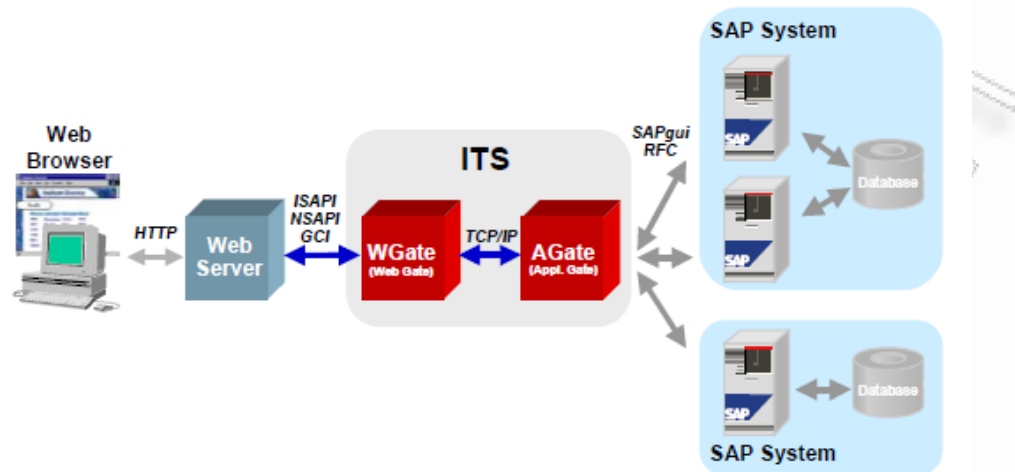 SAP System
Web
Browser
SAPgui
RFC
ITS
SAP
Database
ISAPI
NSAPI
GCI
HTTP
Web
Server
WGate
(Web Gate)
TCP/IP
AGate
(Appl. Gate)
SAP
SAP
Database
SAP System